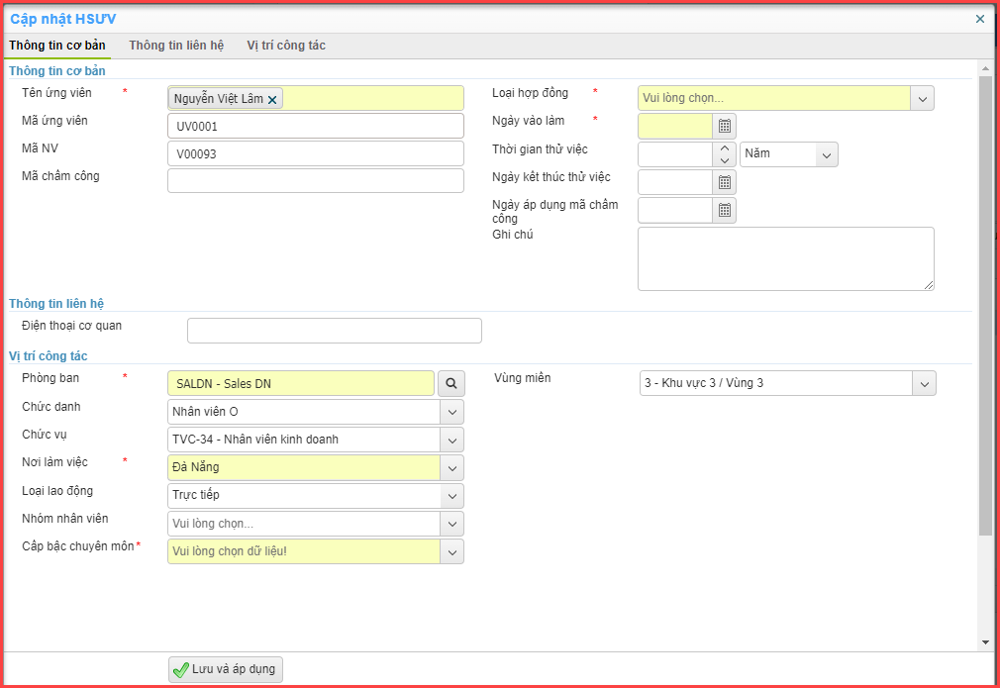 Cập nhật HSƯV
Thông tin cơ bản Thông tin liên hệ Vị trí công tác
Thông tin cơ bản
Tên ứng viên * Nguyễn Việt Lâm
Mã ứng viên UV0001
Mã NV V00093
Mã chấm công
Loại hợp đồng * Vui lòng chọn...
Ngày vào làm *
Thời gian thử việc Năm
Ngày kết thúc thử việc
Ngày áp dụng mã chấm
công
Ghi chú
Thông tin liên hệ
Điện thoại cơ quan
Vị trí công tác
Phòng ban * SALDN - Sales DN
Chức danh Nhân viên O
Chức vụ TVC-34 - Nhân viên kinh doanh
Nơi làm việc * Đà Nẵng
Loại lao động Trực tiếp
Nhóm nhân viên Vui lòng chọn...
Cấp bậc chuyên môn * Vui lòng chọn dữ liệu!
Vùng miền 3 - Khu vực 3 / Vùng 3
Lưu và áp dụng